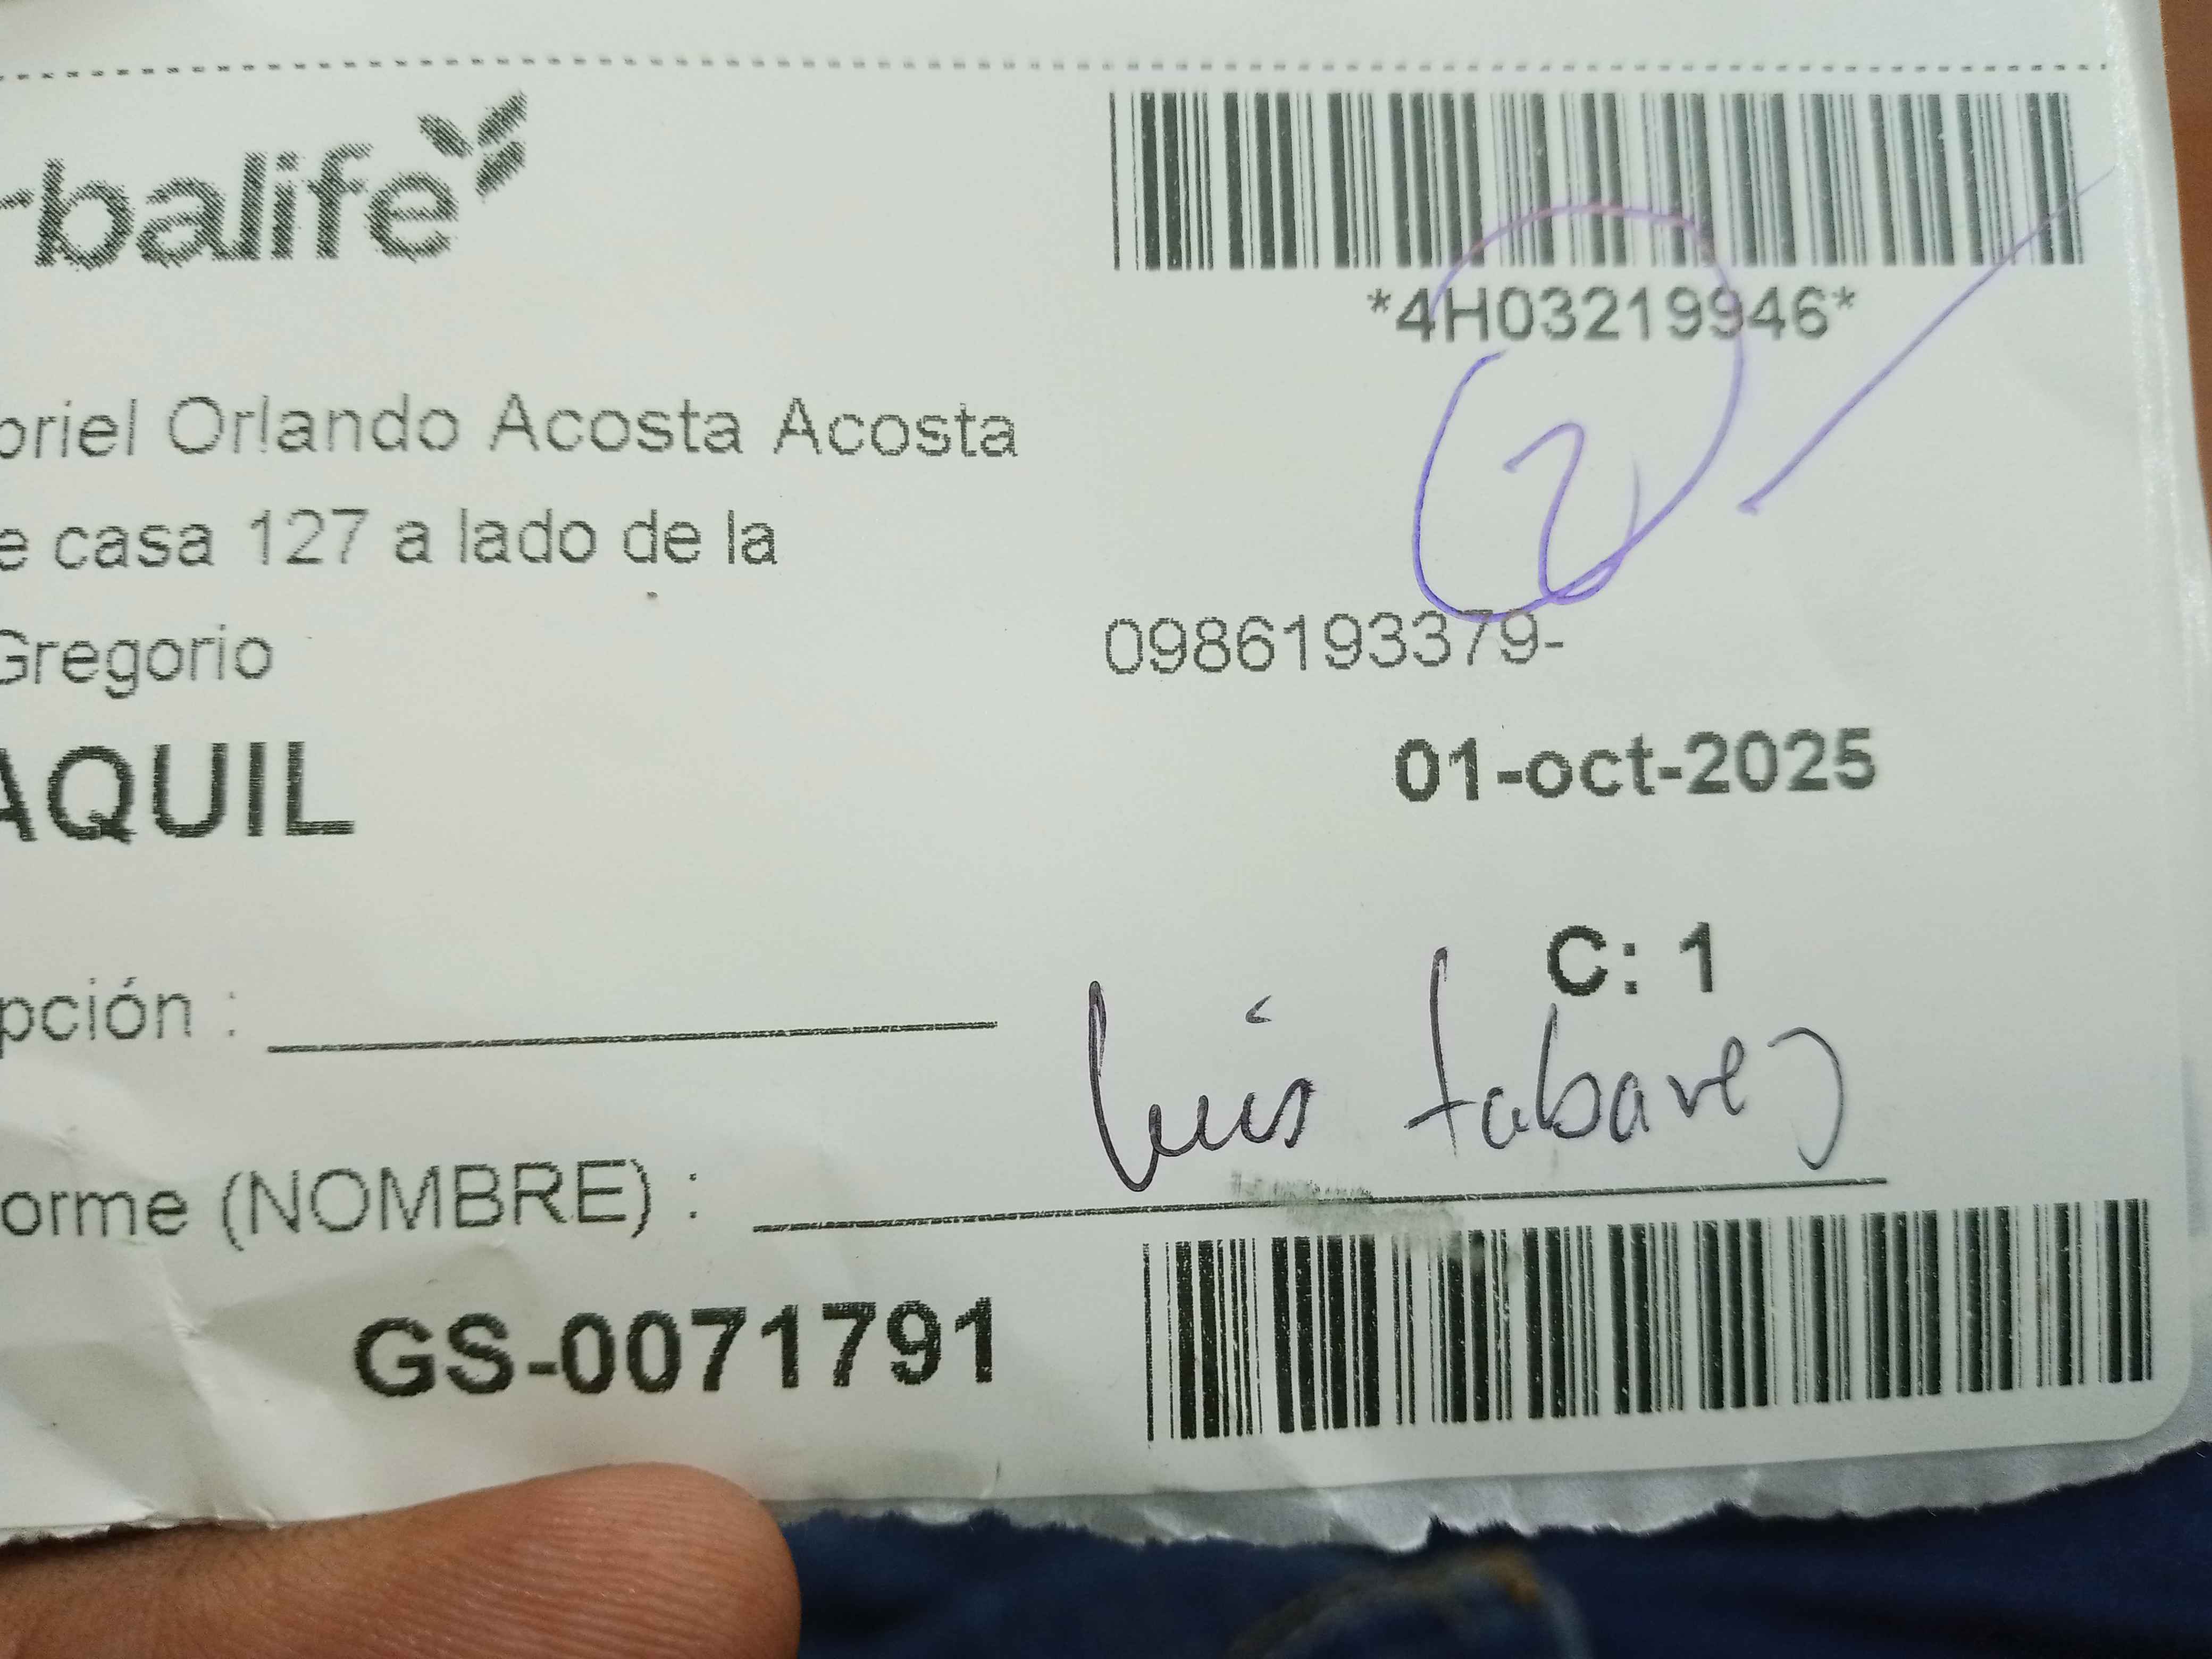 rbalife
*4H03219946*
briel Orlando Acosta Acosta
2
e casa 127 a lado de la
Gregorio
0986193379-
AQUIL
01-oct-2025
C: 1
pción :
Luis tabarez
orme (NOMBRE) :
GS-0071791